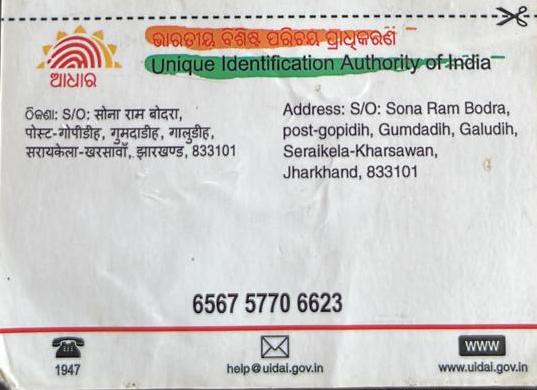 ଭାରତୀୟ ବିଶିଷ୍ଟ ପରିଚୟ ପ୍ରାଧିକରଣ
Unique Identification Authority of India
ଆଧାର
ଠିକଣା: S/O: सोना राम बोदरा,
पोस्ट-गोपीडीह, गुमदाडीह, गालुडीह,
सरायकेला-खरसावाँ, झारखण्ड, 833101
Address: S/O: Sona Ram Bodra,
post-gopidih, Gumdadih, Galudih,
Seraikela-Kharsawan,
Jharkhand, 833101
6567 5770 6623
1947
help@uidai.gov.in
WWW
www.uidai.gov.in